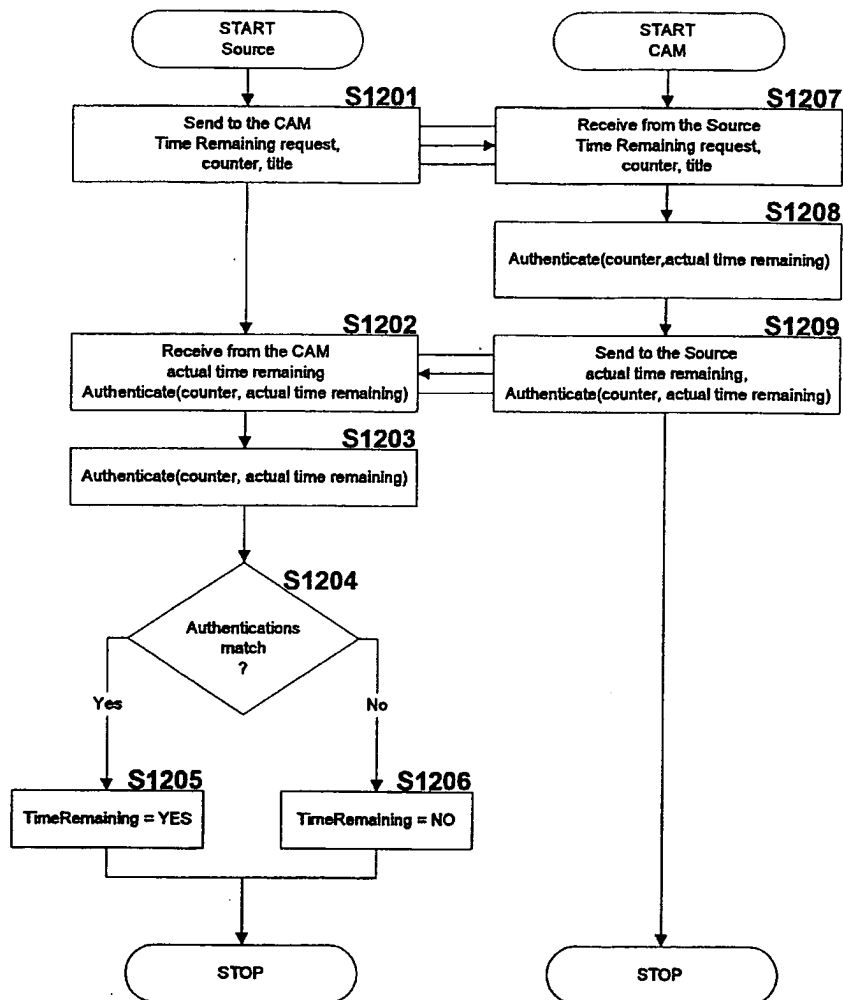 START
Source
START
CAM
S1201
Send to the CAM
Time Remaining request,
counter, title
S1207
Receive from the Source
Time Remaining request,
counter, title
S1208
Authenticate(counter,actual time remaining)
S1202
Receive from the CAM
actual time remaining
Authenticate(counter, actual time remaining)
S1209
Send to the Source
actual time remaining,
Authenticate(counter, actual time remaining)
S1203
Authenticate(counter, actual time remaining)
S1204
Authentications
match
?
Yes
No
S1205
TimeRemaining = YES
S1206
TimeRemaining = NO
STOP
STOP